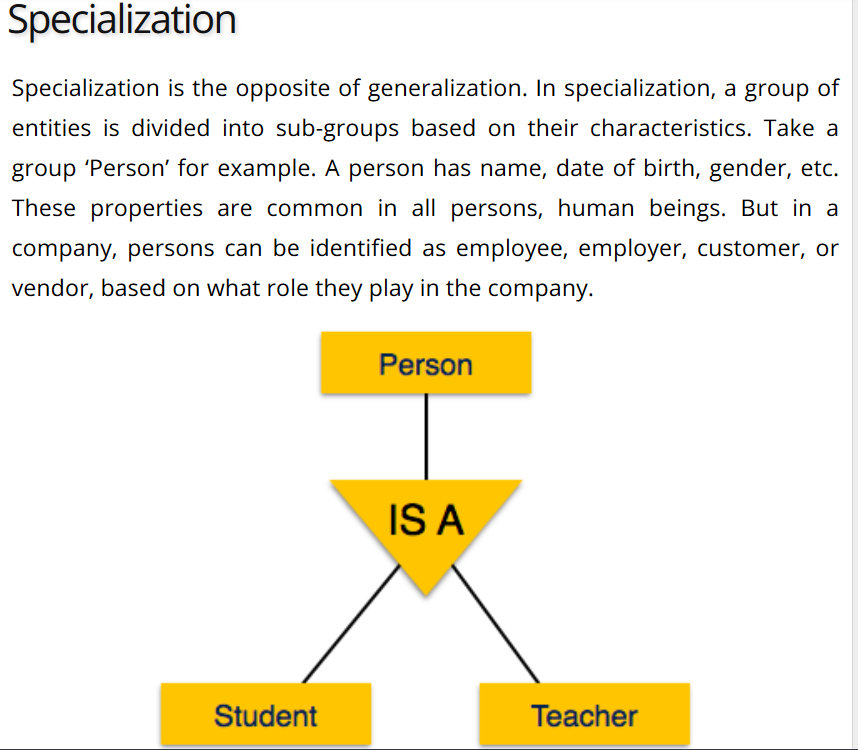 Specialization
Specialization is the opposite of generalization. In specialization, a group of
entities is divided into sub-groups based on their characteristics. Take a
group ‘Person’ for example. A person has name, date of birth, gender, etc.
These properties are common in all persons, human beings. But in a
company, persons can be identified as employee, employer, customer, or
vendor, based on what role they play in the company.
Person
IS A
Student
Teacher